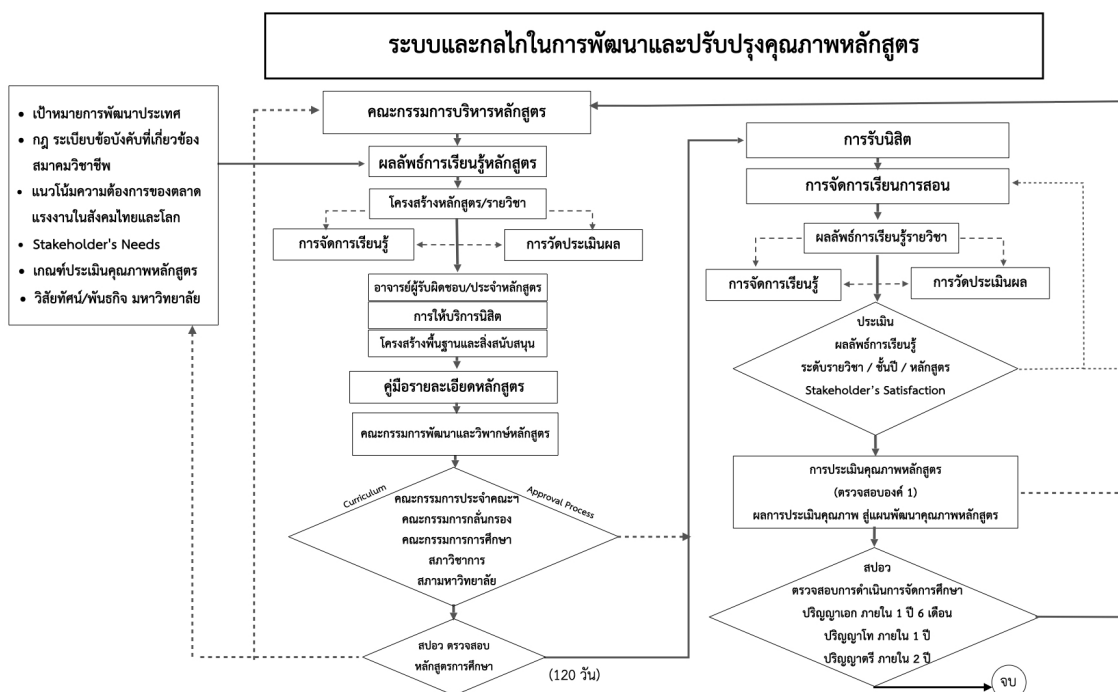 ระบบและกลไกในการพัฒนาและปรับปรุงคุณภาพหลักสูตร
• เป้าหมายการพัฒนาประเทศ
• กฎ ระเบียบข้อบังคับที่เกี่ยวข้อง
สมาคมวิชาชีพ
• แนวโน้มความต้องการของตลาด
แรงงานในสังคมไทยและโลก
• Stakeholder's Needs
• เกณฑ์ประเมินคุณภาพหลักสูตร
• วิสัยทัศน์/พันธกิจ มหาวิทยาลัย
คณะกรรมการบริหารหลักสูตร
ผลลัพธ์การเรียนรู้หลักสูตร
โครงสร้างหลักสูตร/รายวิชา
การจัดการเรียนรู้
การวัดประเมินผล
อาจารย์ผู้รับผิดชอบ/ประจำหลักสูตร
การให้บริการนิสิต
โครงสร้างพื้นฐานและสิ่งสนับสนุน
คู่มือรายละเอียดหลักสูตร
คณะกรรมการพัฒนาและวิพากษ์หลักสูตร
Curriculum
Approval Process
คณะกรรมการประจำคณะฯ
คณะกรรมการกลั่นกรอง
คณะกรรมการการศึกษา
สภาวิชาการ
สภามหาวิทยาลัย
สปอว ตรวจสอบ
หลักสูตรการศึกษา
(120 วัน)
การรับนิสิต
การจัดการเรียนการสอน
ผลลัพธ์การเรียนรู้รายวิชา
การจัดการเรียนรู้
การวัดประเมินผล
ประเมิน
ผลลัพธ์การเรียนรู้
ระดับรายวิชา / ชั้นปี / หลักสูตร
Stakeholder's Satisfaction
การประเมินคุณภาพหลักสูตร
(ตรวจสอบองค์ 1)
ผลการประเมินคุณภาพ สู่แผนพัฒนาคุณภาพหลักสูตร
สปอว
ตรวจสอบการดำเนินการจัดการศึกษา
ปริญญาเอก ภายใน 1 ปี 6 เดือน
ปริญญาโท ภายใน 1 ปี
ปริญญาตรี ภายใน 2 ปี
จบ